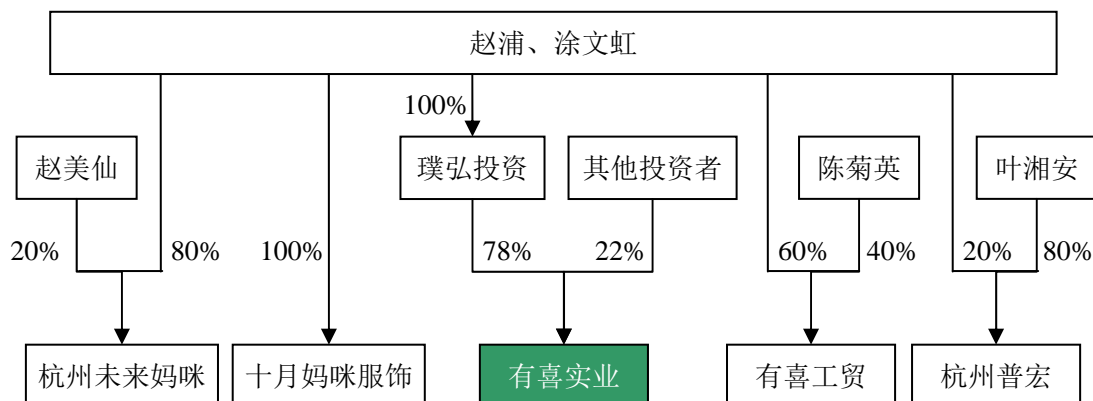 赵浦、涂文虹
100%
赵美仙
璞弘投资
其他投资者
陈菊英
叶湘安
20%
80%
100%
78%
22%
60%
40%
20%
80%
杭州未来妈咪
十月妈咪服饰
有喜实业
有喜工贸
杭州普宏